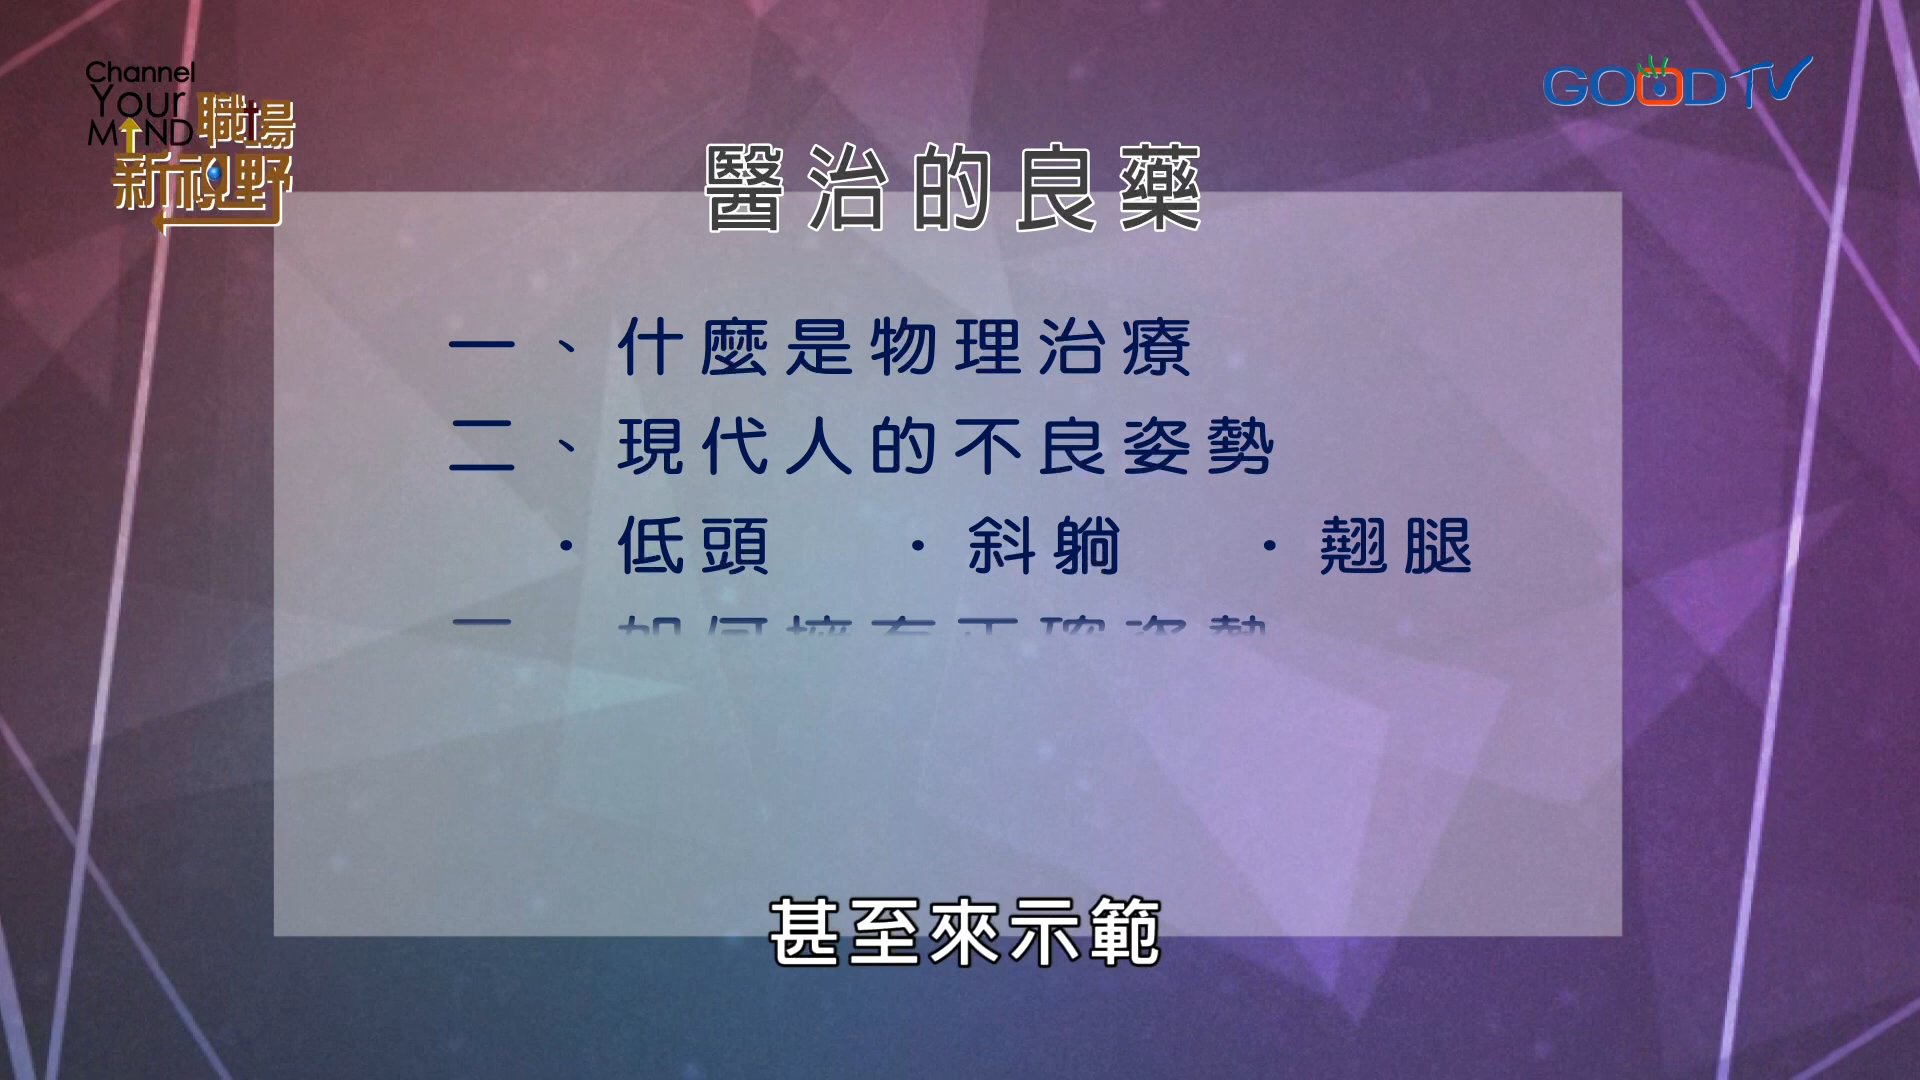 Channel
Your
MIND 職場
新視野
GOOD TV
醫治的良藥
一、什麼是物理治療
二、現代人的不良姿勢
・低頭 ・斜躺 ・翹腿
甚至來示範